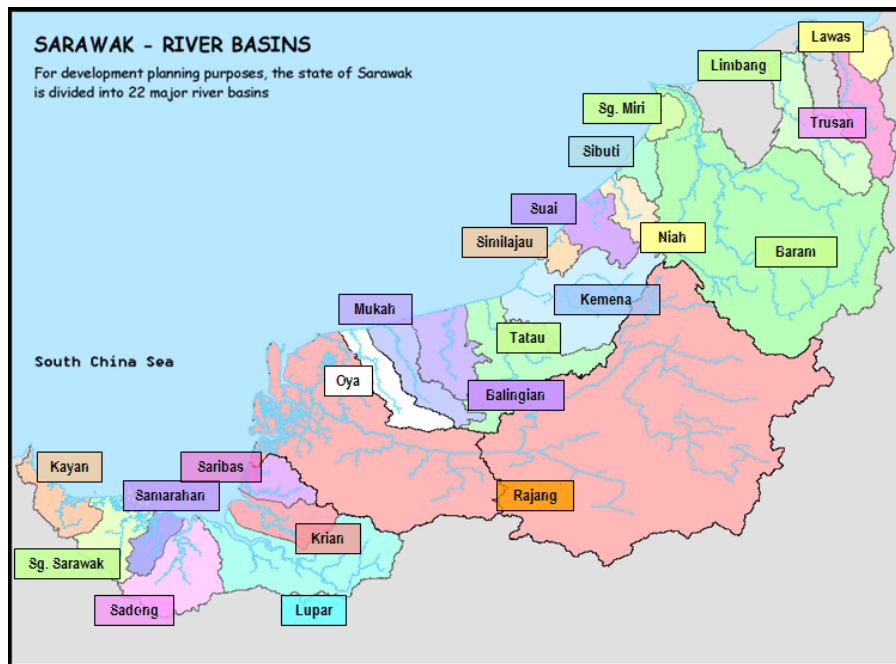 SARAWAK - RIVER BASINS
For development planning purposes, the state of Sarawak
is divided into 22 major river basins
Lawas
Limbang
Sg. Miri
Trusan
Sibuti
Suai
Similajau
Niah
Baram
Kemena
Mukah
Tatau
South China Sea
Oya
Balingian
Kayan
Saribas
Samarahan
Rajang
Krian
Sg. Sarawak
Sadong
Lupar